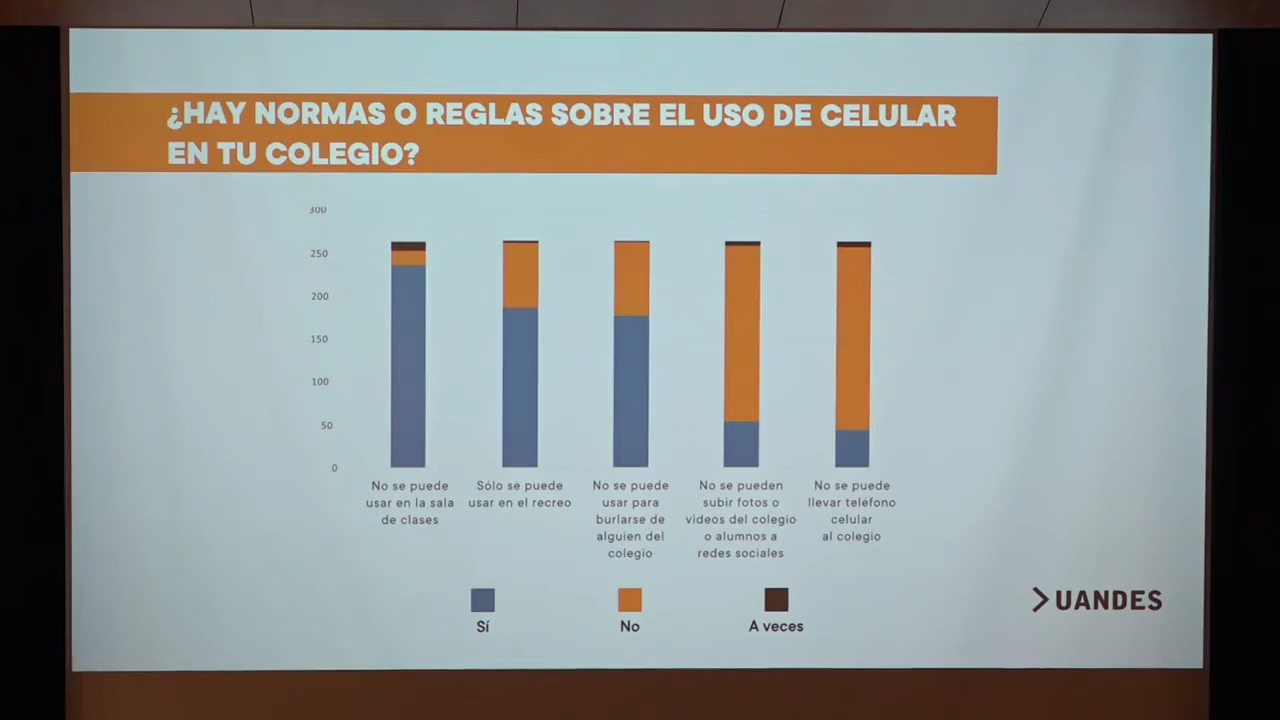 ¿HAY NORMAS O REGLAS SOBRE EL USO DE CELULAR
EN TU COLEGIO?
300
250
200
150
100
50
0
No se puede
usar en la sala
de clases
Sólo se puede
usar en el recreo
No se puede
usar para
burlarse de
alguien del
colegio
No se pueden
subir fotos o
videos del colegio
o alumnos a
redes sociales
No se puede
llevar teléfono
celular
al colegio
Sí
No
A veces
UANDES